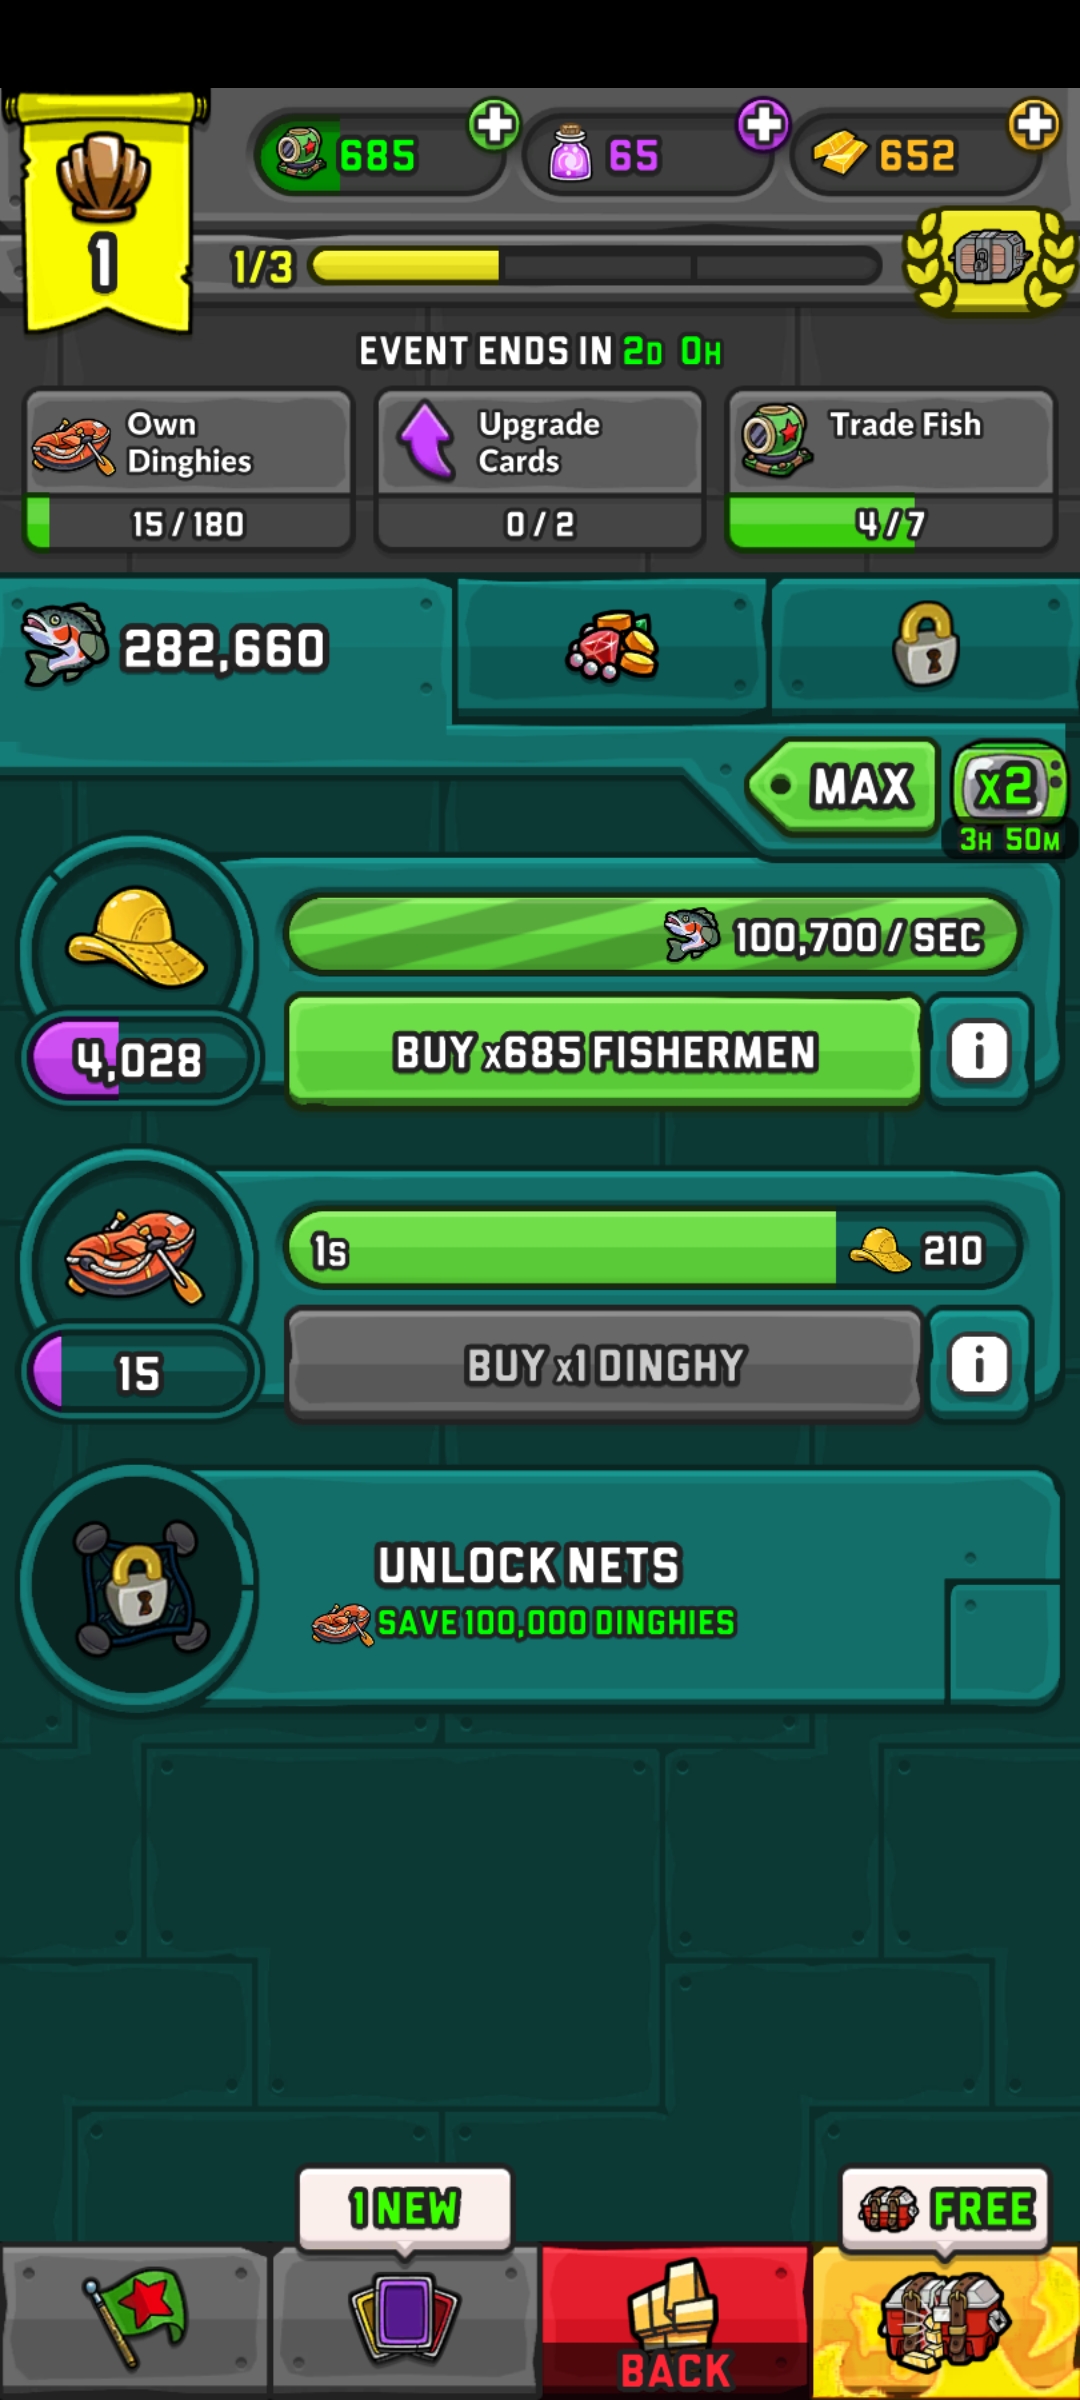 685
65
652
1
1/3
EVENT ENDS IN 2D 0H
Own
Dinghies
15 / 180
Upgrade
Cards
0 / 2
Trade Fish
4 / 7
282,660
MAX
x2
3H 50M
100,700 / SEC
4,028
BUY x685 FISHERMEN
i
1s
210
15
BUY x1 DINGHY
i
UNLOCK NETS
SAVE 100,000 DINGHIES
1 NEW
FREE
BACK